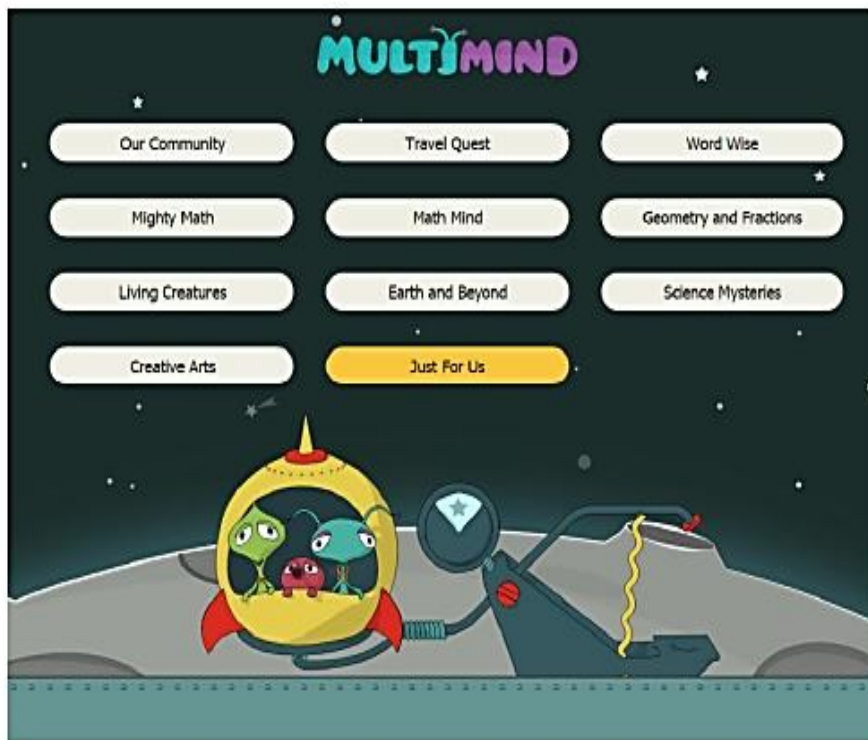 MULTIMIND
Our Community
Travel Quest
Word Wise
Mighty Math
Math Mind
Geometry and Fractions
Living Creatures
Earth and Beyond
Science Mysteries
Creative Arts
Just For Us